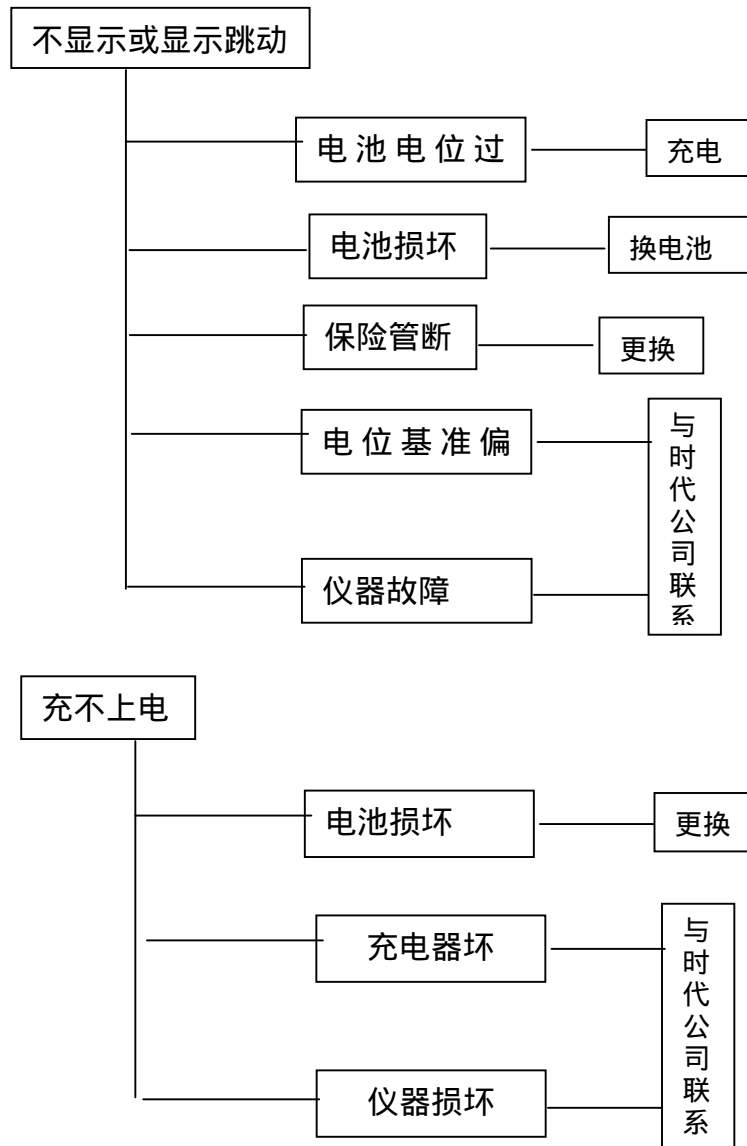 不显示或显示跳动
电池电位过
充电
电池损坏
换电池
保险管断
更换
电位基准偏
仪器故障
与时代公司联系
充不上电
电池损坏
更换
充电器坏
仪器损坏
与时代公司联系